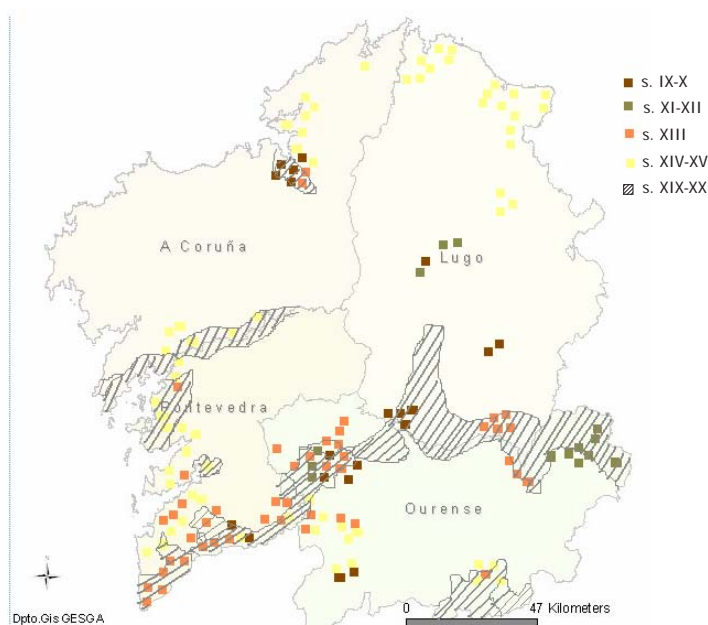 s. IX-X
s. XI-XII
s. XIII
s. XIV-XV
s. XIX-XX
A Coruña
Lugo
Pontevedra
Ourense
0 47 Kilometers
Dpto.Gis GESGA